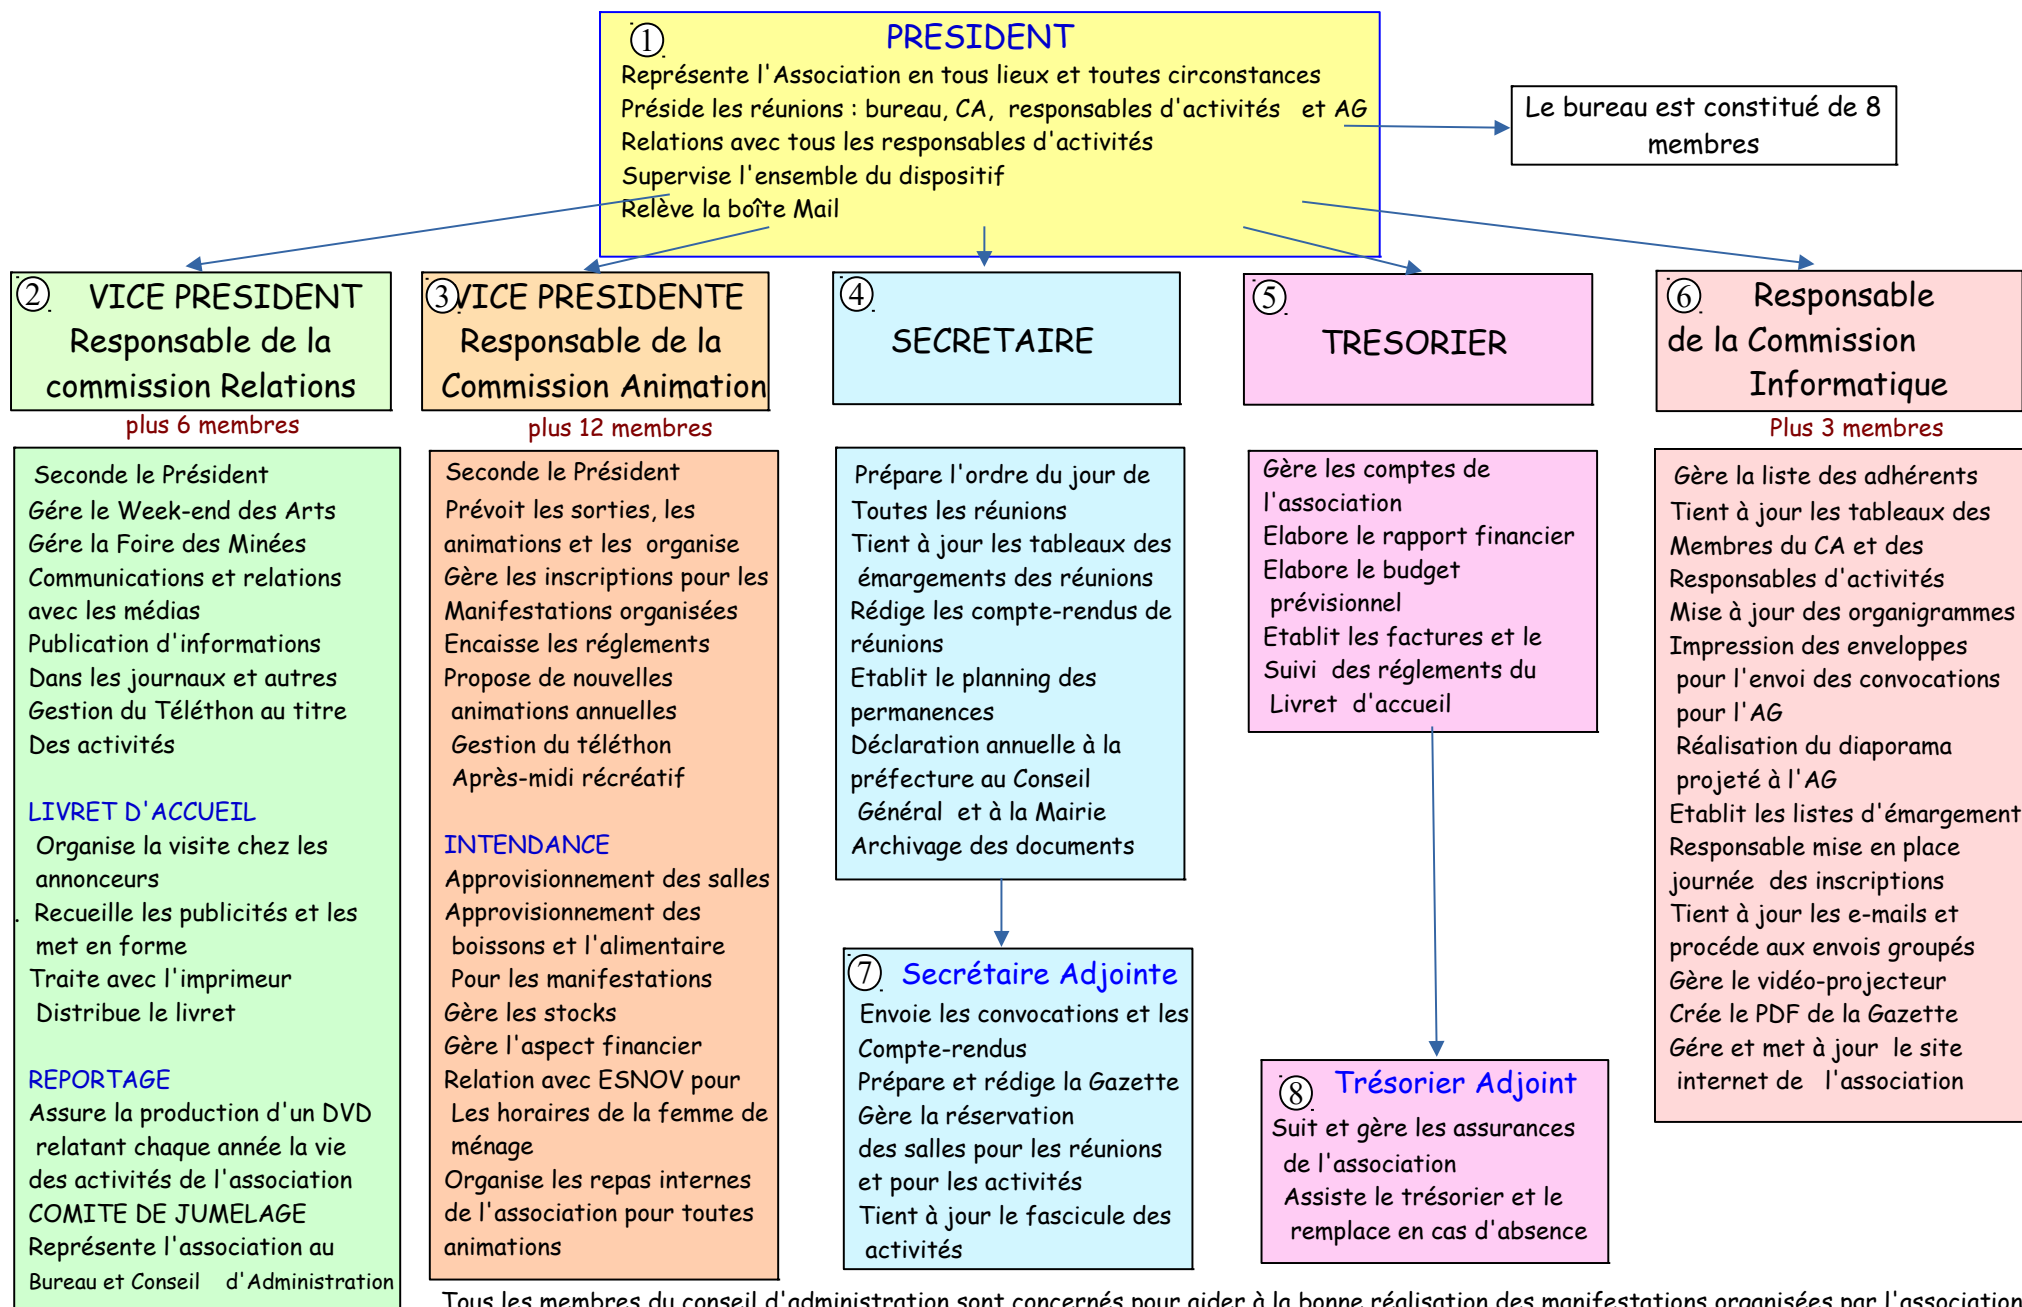 1 PRESIDENT
Représente l'Association en tous lieux et toutes circonstances
Préside les réunions : bureau, CA, responsables d'activités et AG
Relations avec tous les responsables d'activités
Supervise l'ensemble du dispositif
Relève la boîte Mail
Le bureau est constitué de 8
membres
2 VICE PRESIDENT
Responsable de la
commission Relations
plus 6 membres
Seconde le Président
Gére le Week-end des Arts
Gére la Foire des Minées
Communications et relations
avec les médias
Publication d'informations
Dans les journaux et autres
Gestion du Téléthon au titre
Des activités
LIVRET D'ACCUEIL
Organise la visite chez les
annonceurs
. Recueille les publicités et les
met en forme
Traite avec l'imprimeur
Distribue le livret
REPORTAGE
Assure la production d'un DVD
relatant chaque année la vie
des activités de l'association
COMITE DE JUMELAGE
Représente l'association au
Bureau et Conseil d'Administration
3 VICE PRESIDENTE
Responsable de la
Commission Animation
plus 12 membres
Seconde le Président
Prévoit les sorties, les
animations et les organise
Gère les inscriptions pour les
Manifestations organisées
Encaisse les réglements
Propose de nouvelles
animations annuelles
Gestion du téléthon
Après-midi récréatif
INTENDANCE
Approvisionnement des salles
Approvisionnement des
boissons et l'alimentaire
Pour les manifestations
Gère les stocks
Gère l'aspect financier
Relation avec ESNOV pour
Les horaires de la femme de
ménage
Organise les repas internes
de l'association pour toutes
animations
4
SECRETAIRE
Prépare l'ordre du jour de
Toutes les réunions
Tient à jour les tableaux des
émargements des réunions
Rédige les compte-rendus de
réunions
Etablit le planning des
permanences
Déclaration annuelle à la
préfecture au Conseil
Général et à la Mairie
Archivage des documents
7 Secrétaire Adjointe
Envoie les convocations et les
Compte-rendus
Prépare et rédige la Gazette
Gère la réservation
des salles pour les réunions
et pour les activités
Tient à jour le fascicule des
activités
5
TRESORIER
Gère les comptes de
l'association
Elabore le rapport financier
Elabore le budget
prévisionnel
Etablit les factures et le
Suivi des réglements du
Livret d'accueil
8 Trésorier Adjoint
Suit et gère les assurances
de l'association
Assiste le trésorier et le
remplace en cas d'absence
6 Responsable
de la Commission
Informatique
Plus 3 membres
Gère la liste des adhérents
Tient à jour les tableaux des
Membres du CA et des
Responsables d'activités
Mise à jour des organigrammes
Impression des enveloppes
pour l'envoi des convocations
pour l'AG
Réalisation du diaporama
projeté à l'AG
Etablit les listes d'émargement
Responsable mise en place
journée des inscriptions
Tient à jour les e-mails et
procéde aux envois groupés
Gère le vidéo-projecteur
Crée le PDF de la Gazette
Gére et met à jour le site
internet de l'association
Tous les membres du conseil d'administration sont concernés pour aider à la bonne réalisation des manifestations organisées par l'association